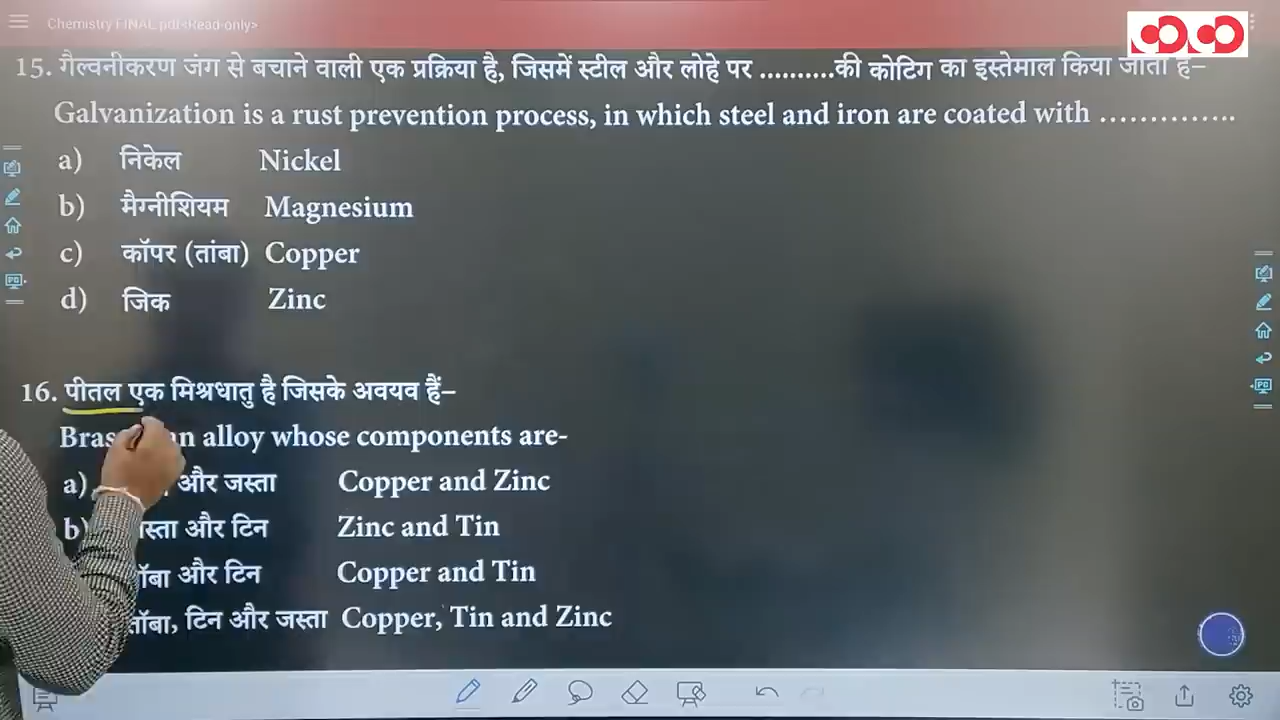 Chemistry FINAL.pdf<Read-only>
15. गैल्वनीकरण जंग से बचाने वाली एक प्रक्रिया है, जिसमें स्टील और लोहे पर ..........की कोटिग का इस्तेमाल किया जाता है–
Galvanization is a rust prevention process, in which steel and iron are coated with ..............
a) निकेल Nickel
b) मैग्नीशियम Magnesium
c) कॉपर (तांबा) Copper
d) जिक Zinc
16. पीतल एक मिश्रधातु है जिसके अवयव हैं–
alloy whose components are-
a) और जस्ता Copper and Zinc
b) और टिन Zinc and Tin
और टिन Copper and Tin
तॉबा, टिन और जस्ता Copper, Tin and Zinc